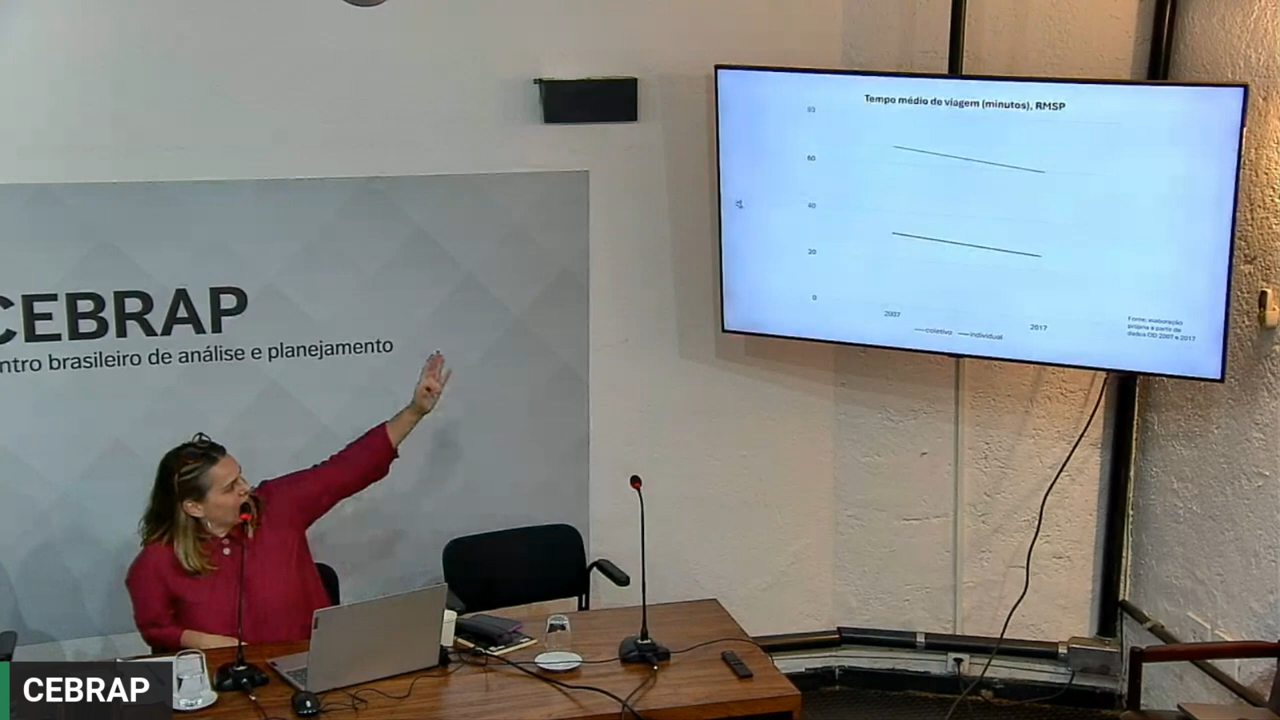 Tempo médio de viagem (minutos), RMSP
80
60
40
20
0
2007
2017
coletivo individual
Fonte: elaboração
própria a partir de
dados OD 2007 e 2017
CEBRAP
ntro brasileiro de análise e planejamento
CEBRAP